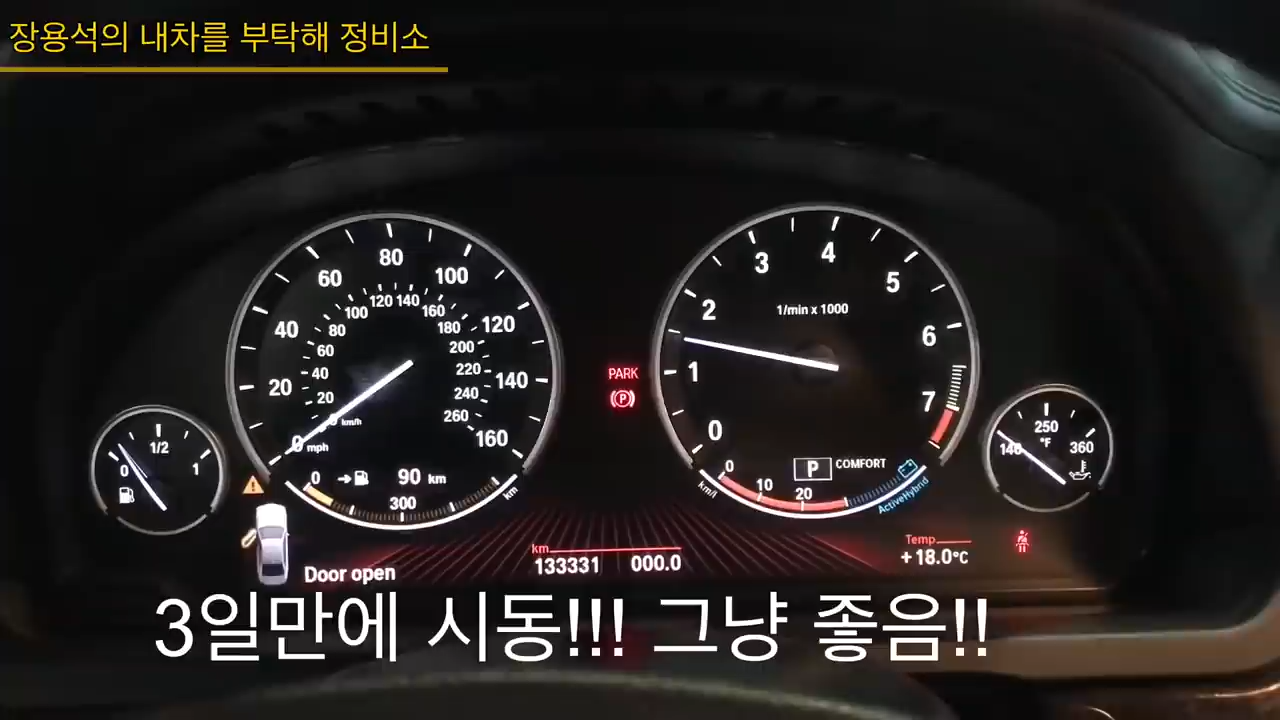 장용석의 내차를 부탁해 정비소
20 40 60 80 100 120 140 160
0 mph
20 40 60 80 100 120 140 160 180 200 220 240 260
km/h
0 1 2 3 4 5 6 7
1/min x 1000
PARK
(P)
0 1/2 1
140 250 360
°F
0 90 km
300
km
P COMFORT
0 10 20
km/l
ActiveHybrid
km
133331 000.0
Temp
+18.0°C
Door open
3일만에 시동!!! 그냥 좋음!!